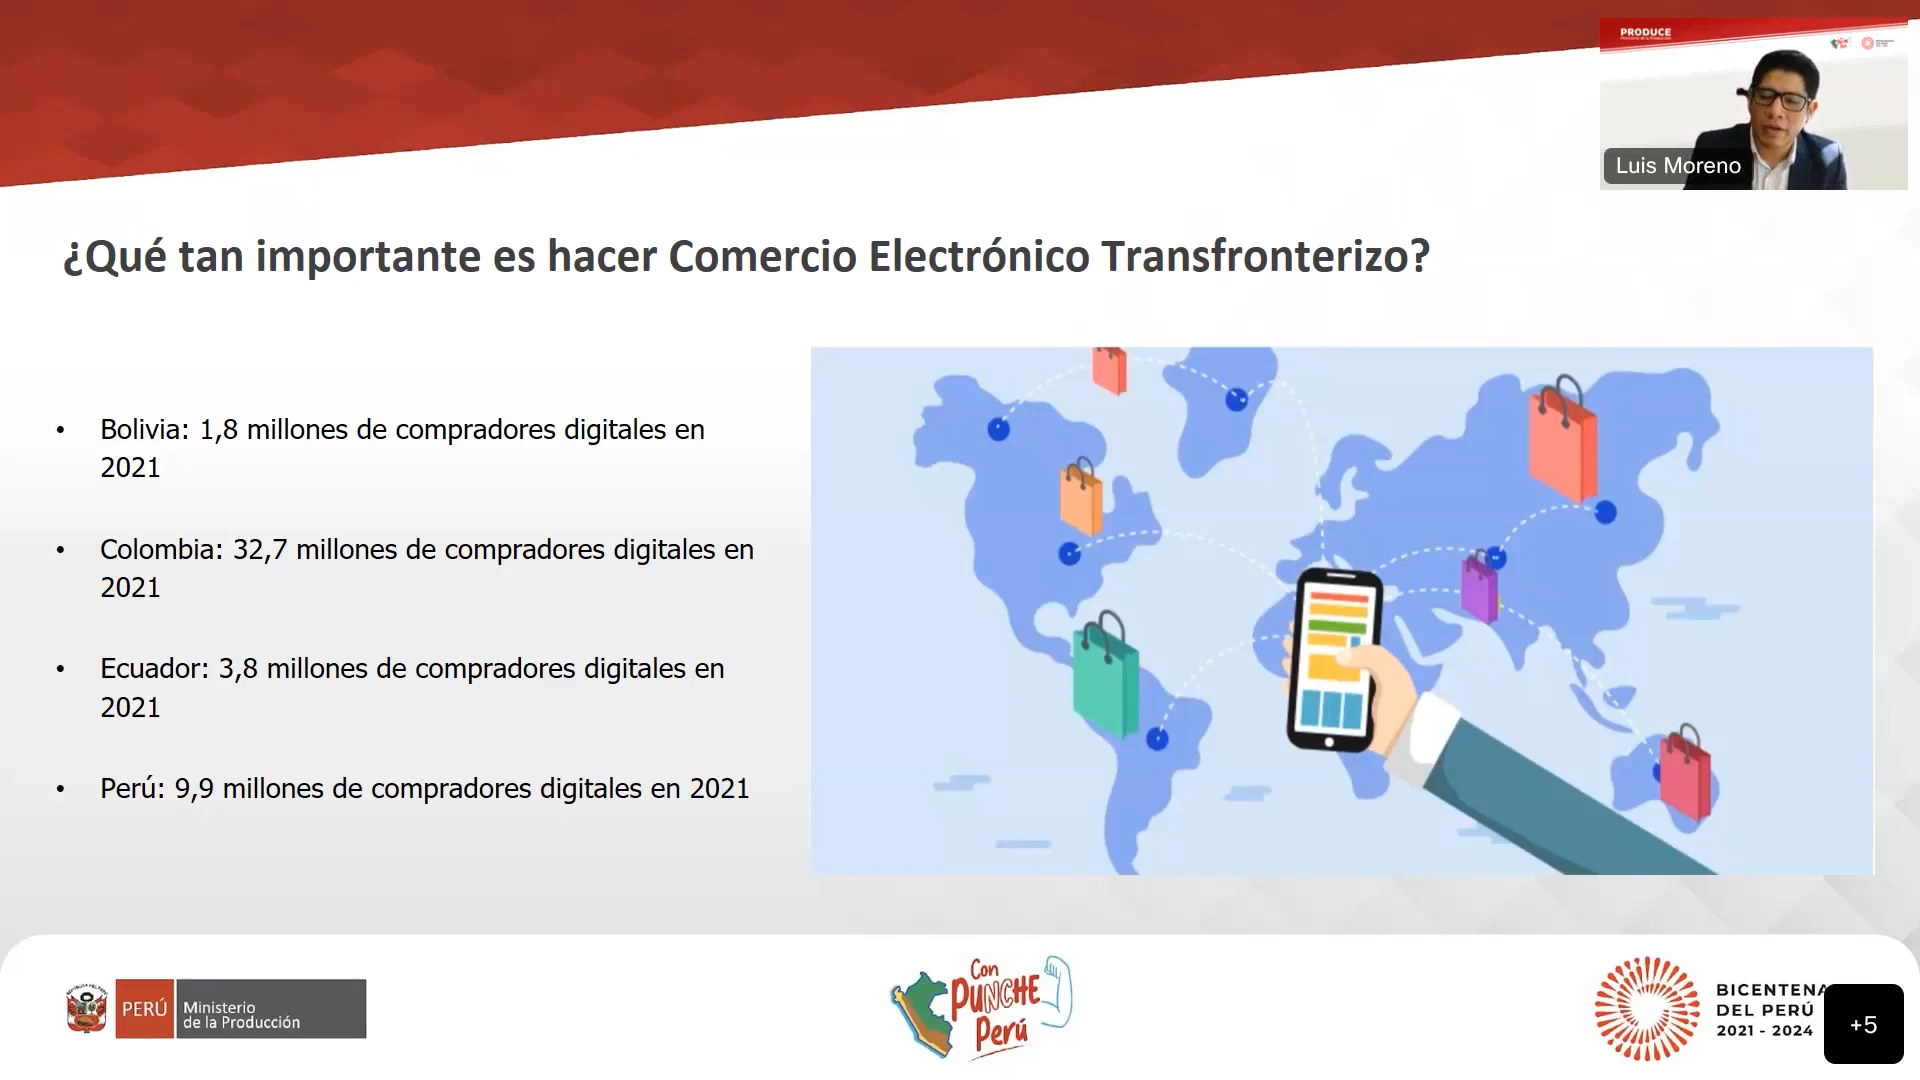 PRODUCE
Luis Moreno
¿Qué tan importante es hacer Comercio Electrónico Transfronterizo?
• Bolivia: 1,8 millones de compradores digitales en
2021
• Colombia: 32,7 millones de compradores digitales en
2021
• Ecuador: 3,8 millones de compradores digitales en
2021
• Perú: 9,9 millones de compradores digitales en 2021
PERÚ
Ministerio
de la Producción
Con
PUNCHE
Perú
BICENTENA
DEL PERÚ
2021 - 2024
+5